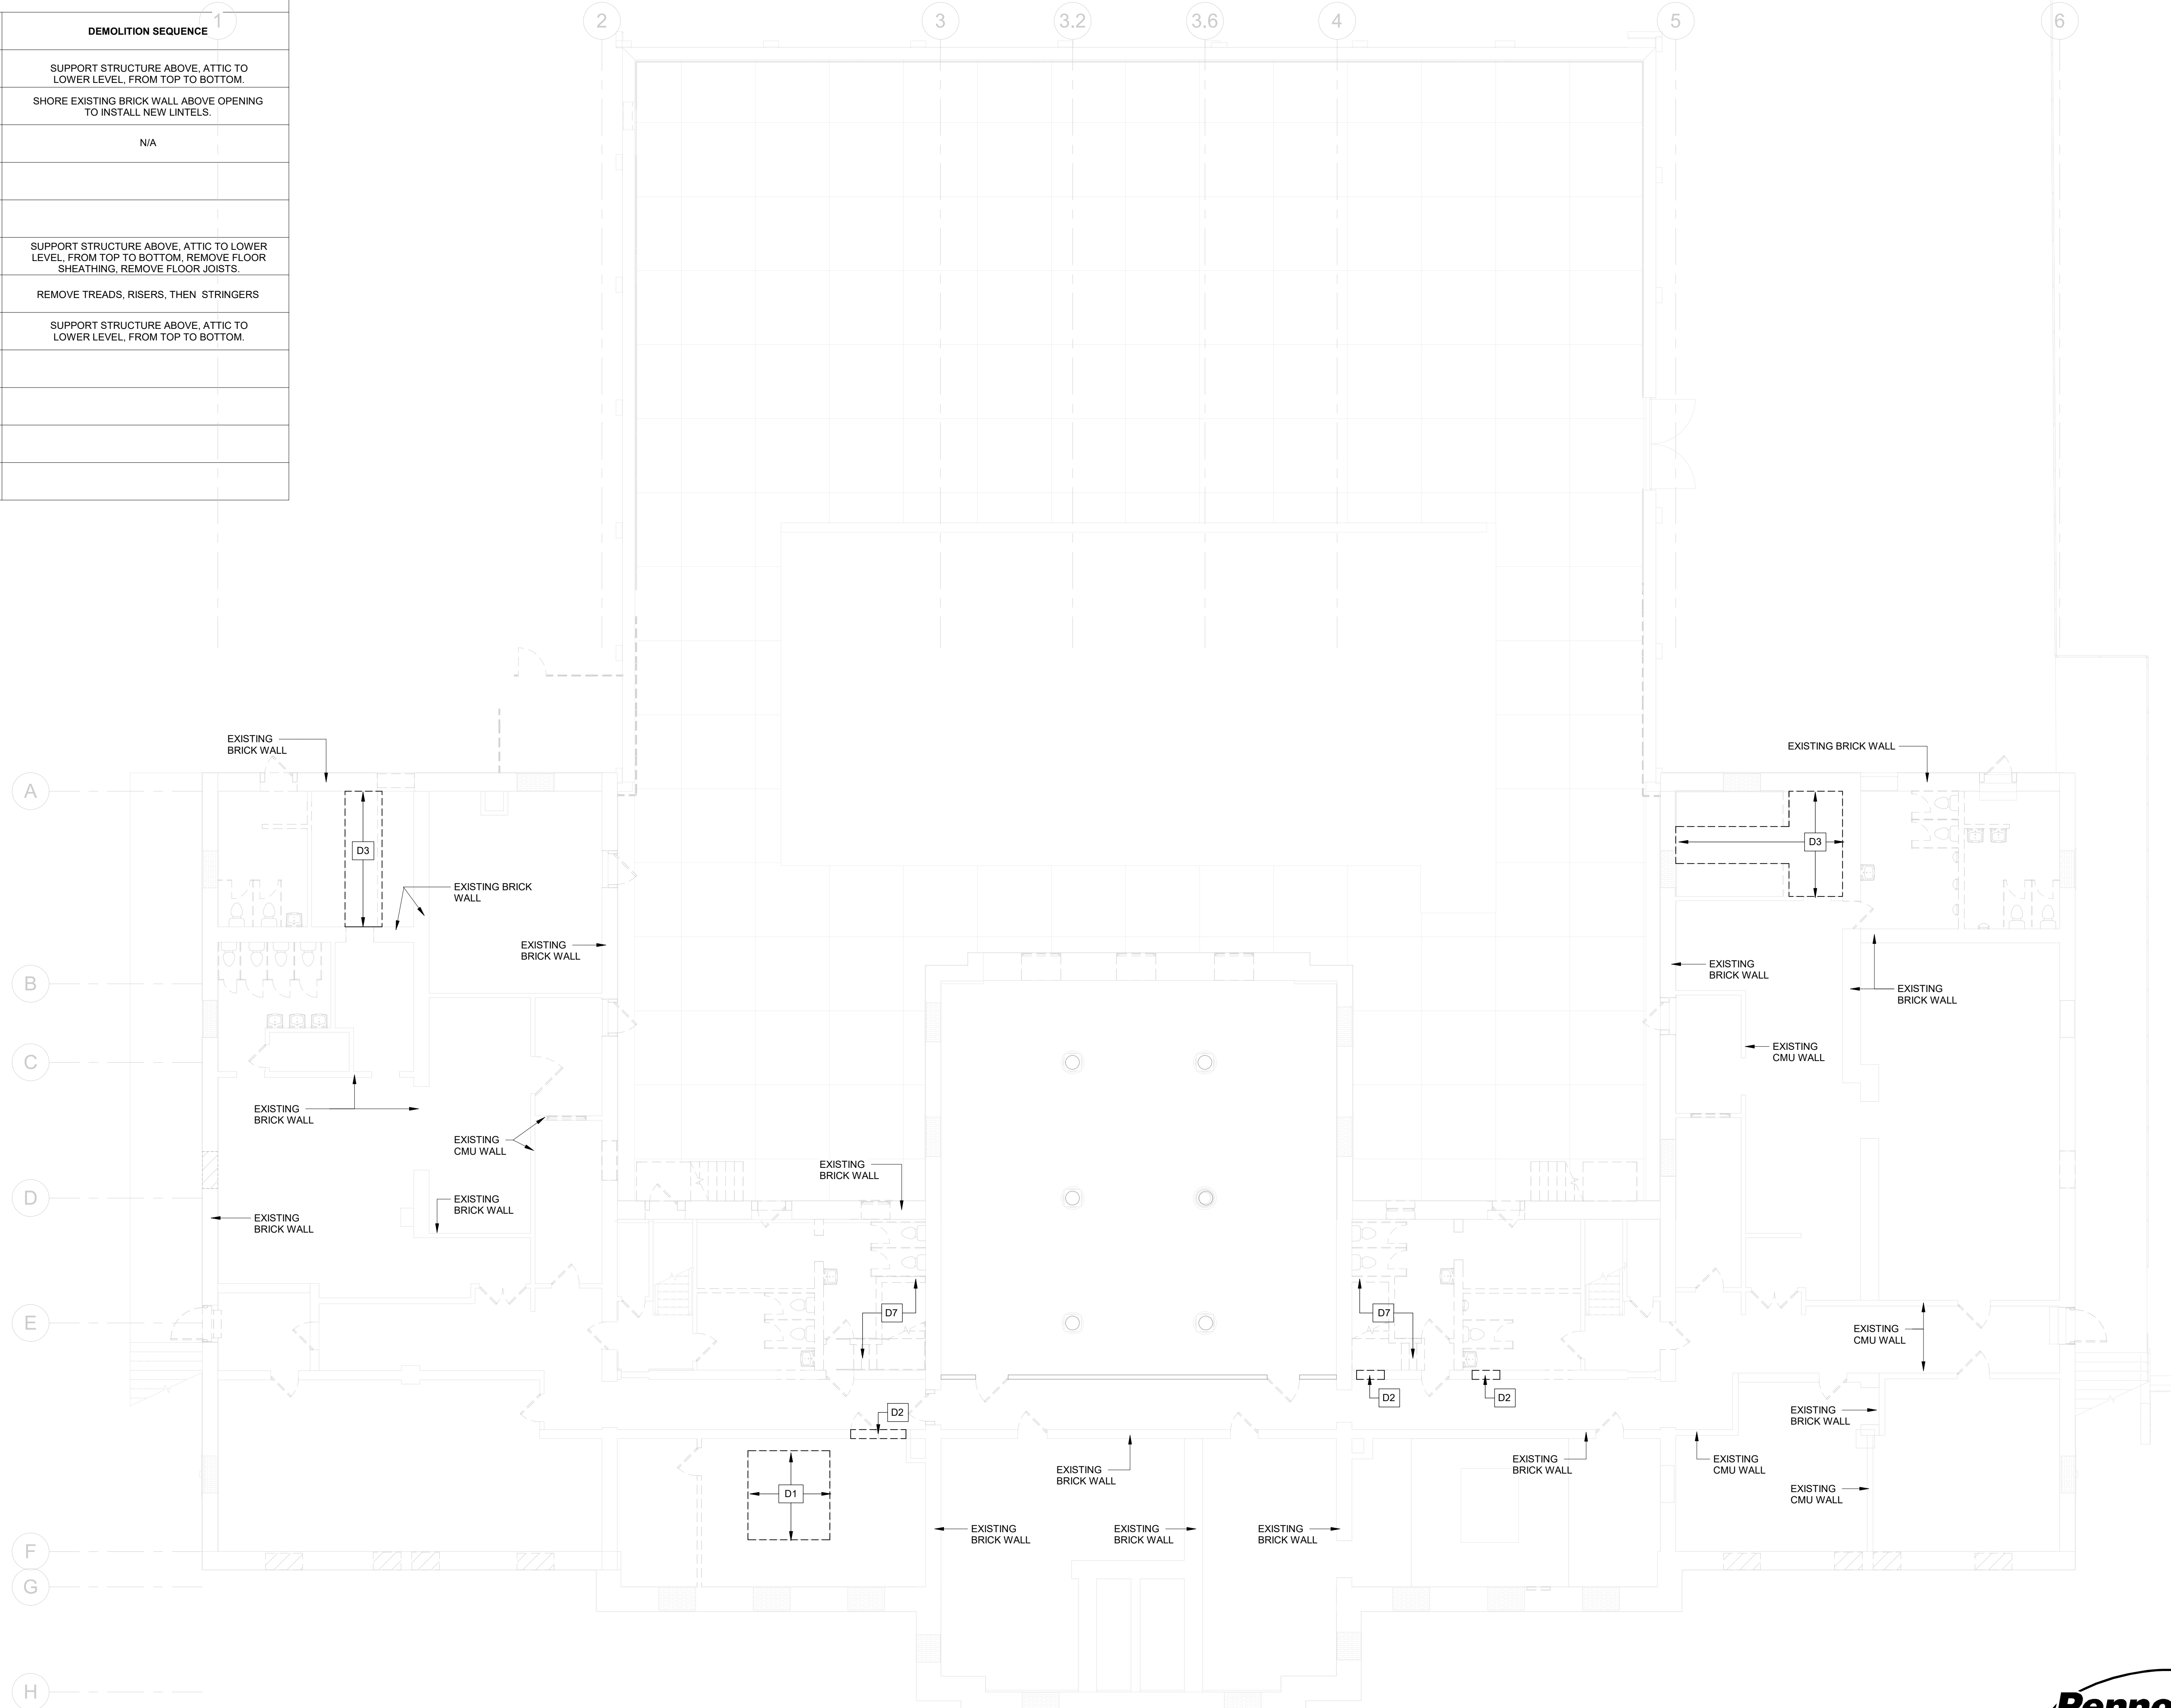 DEMOLITION SEQUENCE
SUPPORT STRUCTURE ABOVE, ATTIC TO
LOWER LEVEL, FROM TOP TO BOTTOM.
SHORE EXISTING BRICK WALL ABOVE OPENING
TO INSTALL NEW LINTELS.
N/A
SUPPORT STRUCTURE ABOVE, ATTIC TO LOWER
LEVEL, FROM TOP TO BOTTOM, REMOVE FLOOR
SHEATHING, REMOVE FLOOR JOISTS.
REMOVE TREADS, RISERS, THEN STRINGERS
SUPPORT STRUCTURE ABOVE, ATTIC TO
LOWER LEVEL, FROM TOP TO BOTTOM.
1
2
3
3.2
3.6
4
5
6
EXISTING
BRICK WALL
EXISTING BRICK WALL
A
D3
D3
EXISTING BRICK
WALL
EXISTING
BRICK WALL
EXISTING
BRICK WALL
B
EXISTING
BRICK WALL
C
EXISTING
CMU WALL
EXISTING
BRICK WALL
EXISTING
CMU WALL
EXISTING
BRICK WALL
D
EXISTING
BRICK WALL
EXISTING
BRICK WALL
E
D7
D7
EXISTING
CMU WALL
D2
D2
D2
EXISTING
BRICK WALL
EXISTING
BRICK WALL
EXISTING
BRICK WALL
EXISTING
CMU WALL
D1
EXISTING
CMU WALL
EXISTING
BRICK WALL
EXISTING
BRICK WALL
EXISTING
BRICK WALL
F
G
H